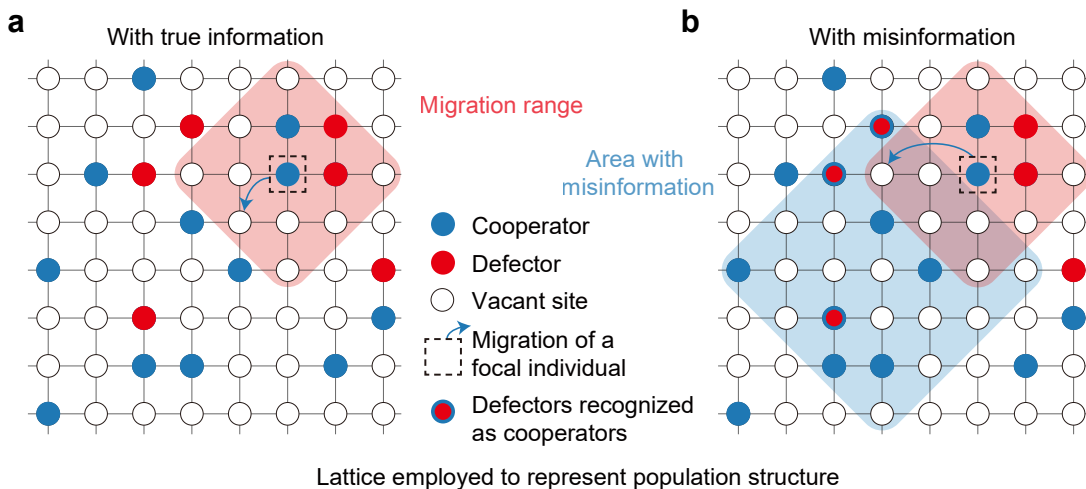 a
With true information
b
With misinformation
Migration range
Area with
misinformation
Cooperator
Defector
Vacant site
Migration of a
focal individual
Defectors recognized
as cooperators
Lattice employed to represent population structure